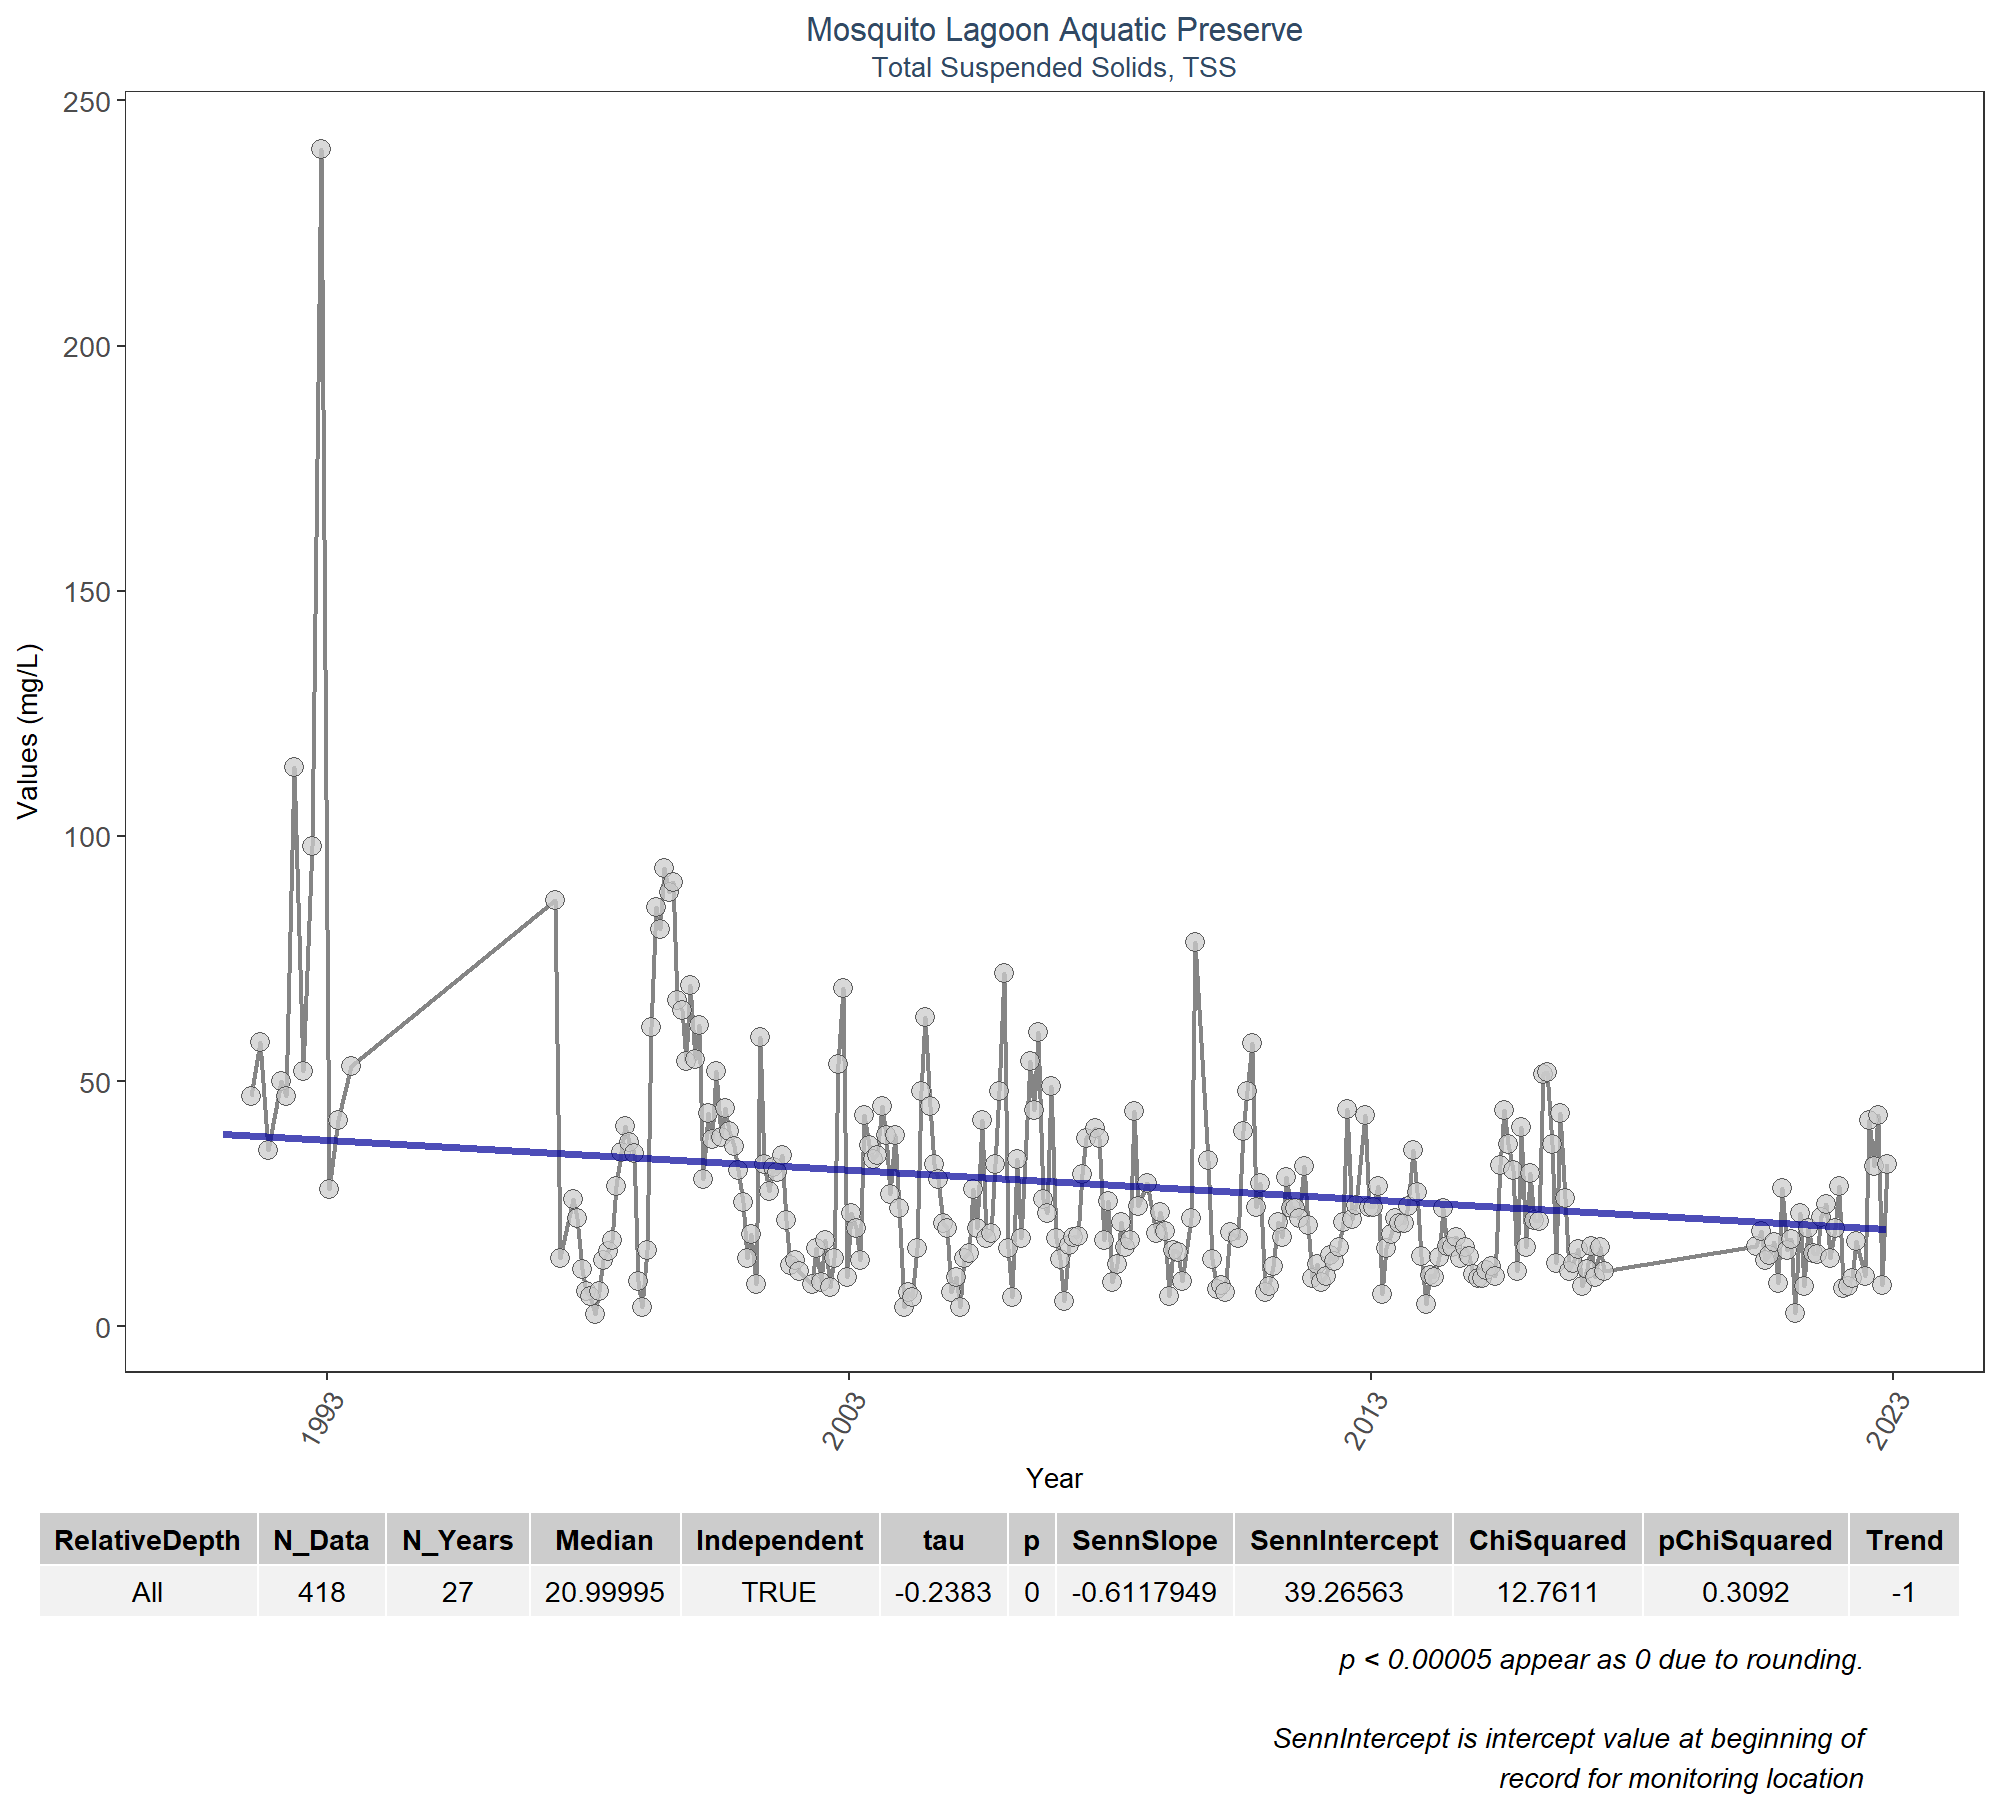 Mosquito Lagoon Aquatic Preserve
Total Suspended Solids, TSS
250
200
150
100
50
0
Values (mg/L)
1993
2003
2013
2023
Year
RelativeDepth N_Data N_Years Median Independent tau p SennSlope SennIntercept ChiSquared pChiSquared Trend
All 418 27 20.99995 TRUE -0.2383 0 -0.6117949 39.26563 12.7611 0.3092 -1
p < 0.00005 appear as 0 due to rounding.
SennIntercept is intercept value at beginning of
record for monitoring location